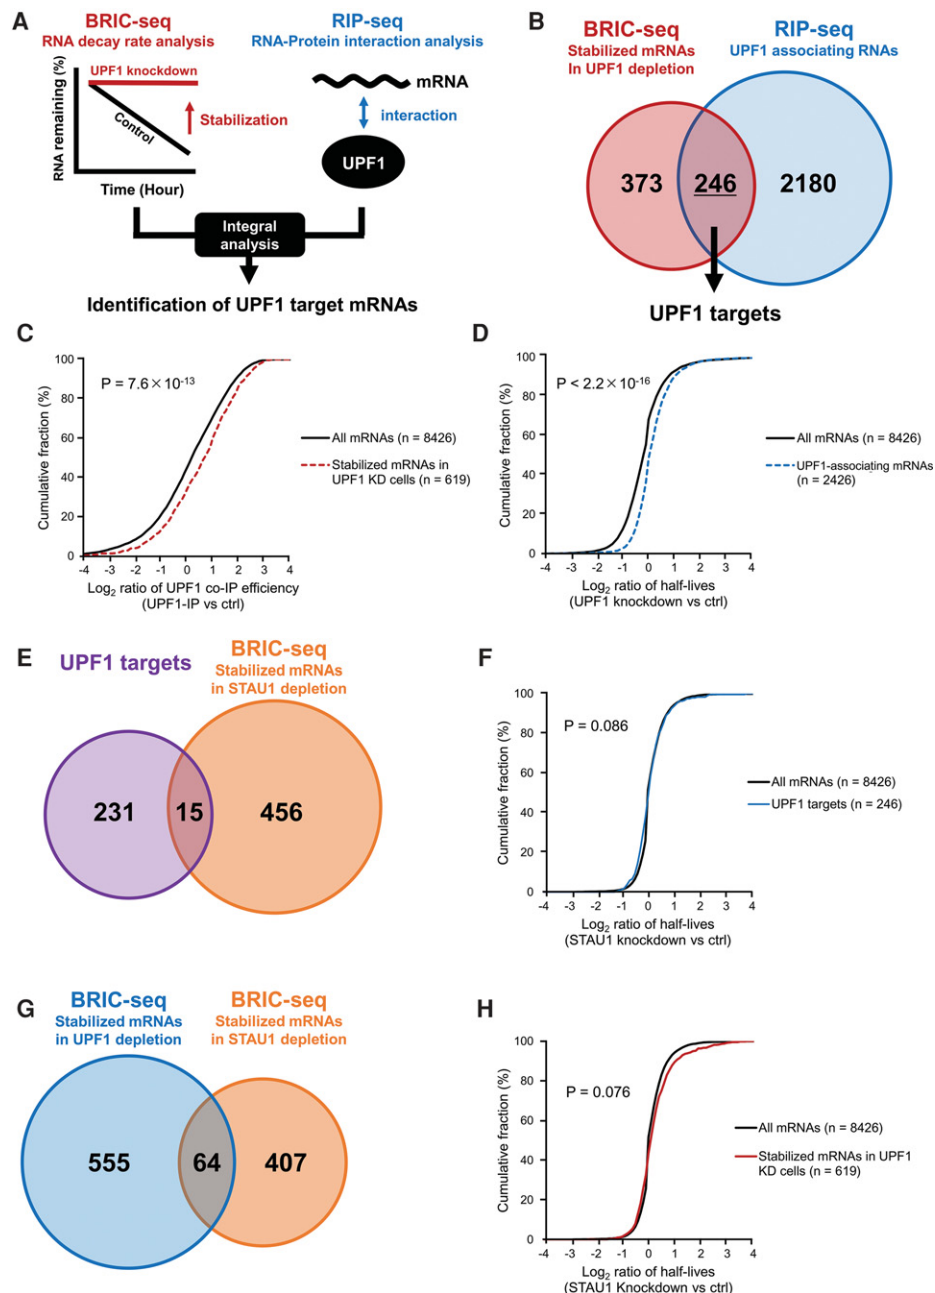 A
BRIC-seq
RNA decay rate analysis
RNA remaining (%)
UPF1 knockdown
Control
Stabilization
Time (Hour)
RIP-seq
RNA-Protein interaction analysis
mRNA
interaction
UPF1
Integral
analysis
Identification of UPF1 target mRNAs
B
BRIC-seq
Stabilized mRNAs
In UPF1 depletion
RIP-seq
UPF1 associating RNAs
373
246
2180
UPF1 targets
C
Cumulative fraction (%)
100
80
60
40
20
0
P = 7.6 × 10-13
All mRNAs (n = 8426)
Stabilized mRNAs in
UPF1 KD cells (n = 619)
-4 -3 -2 -1 0 1 2 3 4
Log2 ratio of UPF1 co-IP efficiency
(UPF1-IP vs ctrl)
D
Cumulative fraction (%)
100
80
60
40
20
0
P < 2.2 × 10-16
All mRNAs (n = 8426)
UPF1-associating mRNAs
(n = 2426)
-4 -3 -2 -1 0 1 2 3 4
Log2 ratio of half-lives
(UPF1 knockdown vs ctrl)
E
UPF1 targets
BRIC-seq
Stabilized mRNAs
in STAU1 depletion
231
15
456
F
Cumulative fraction (%)
100
80
60
40
20
0
P = 0.086
All mRNAs (n = 8426)
UPF1 targets (n = 246)
-4 -3 -2 -1 0 1 2 3 4
Log2 ratio of half-lives
(STAU1 knockdown vs ctrl)
G
BRIC-seq
Stabilized mRNAs
in UPF1 depletion
BRIC-seq
Stabilized mRNAs
in STAU1 depletion
555
64
407
H
Cumulative fraction (%)
100
80
60
40
20
0
P = 0.076
All mRNAs (n = 8426)
Stabilized mRNAs in UPF1
KD cells (n = 619)
-4 -3 -2 -1 0 1 2 3 4
Log2 ratio of half-lives
(STAU1 Knockdown vs ctrl)